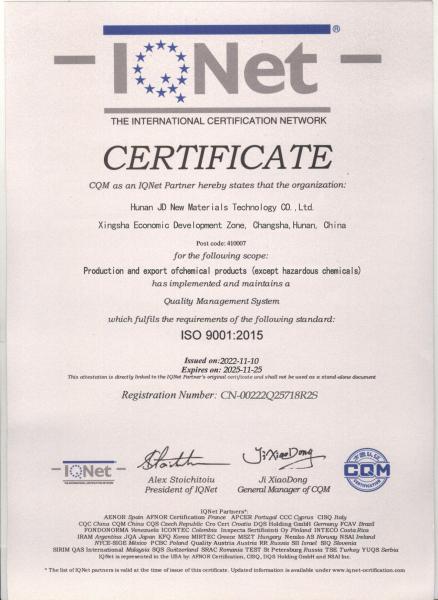 IQNet ®
THE INTERNATIONAL CERTIFICATION NETWORK
CERTIFICATE
CQM as an IQNet Partner hereby states that the organization:
Hunan JD New Materials Technology CO.,Ltd.
Xingsha Economic Development Zone, Changsha,Hunan, China
Post code: 410007
for the following scope:
Production and export ofchemical products (except hazardous chemicals)
has implemented and maintains a
Quality Management System
which fulfils the requirements of the following standard:
ISO 9001:2015
Issued on:2022-11-10
Expires on: 2025-11-25
This attestation is directly linked to the IQNet Partner's original certificate and shall not be used as a stand-alone document
Registration Number: CN-00222Q25718R2S
IQNet
Ji XiaoDong
CQM
Alex Stoichitoiu
President of IQNet
Ji XiaoDong
General Manager of CQM
IQNet Partners*:
AENOR Spain AFNOR Certification France APCER Portugal CCC Cyprus CISQ Italy
CQC China CQM China CQS Czech Republic Cro Cert Croatia DQS Holding GmbH Germany FCAV Brazil
FONDONORMA Venezuela ICONTEC Colombia Inspecta Sertifiointi Oy Finland INTECO Costa Rica
IRAM Argentina JQA Japan KFQ Korea MIRTEC Greece MSZT Hungary Nemko AS Norway NSAI Ireland
NYCE-SIGE México PCBC Poland Quality Austria Austria RR Russia SII Israel SIQ Slovenia
SIRIM QAS International Malaysia SQS Switzerland SRAC Romania TEST St Petersburg Russia TSE Turkey YUQS Serbia
IQNet is represented in the USA by: AFNOR Certification, CISQ, DQS Holding GmbH and NSAI Inc.
* The list of IQNet partners is valid at the time of issue of this certificate. Updated information is available under www.iqnet-certification.com